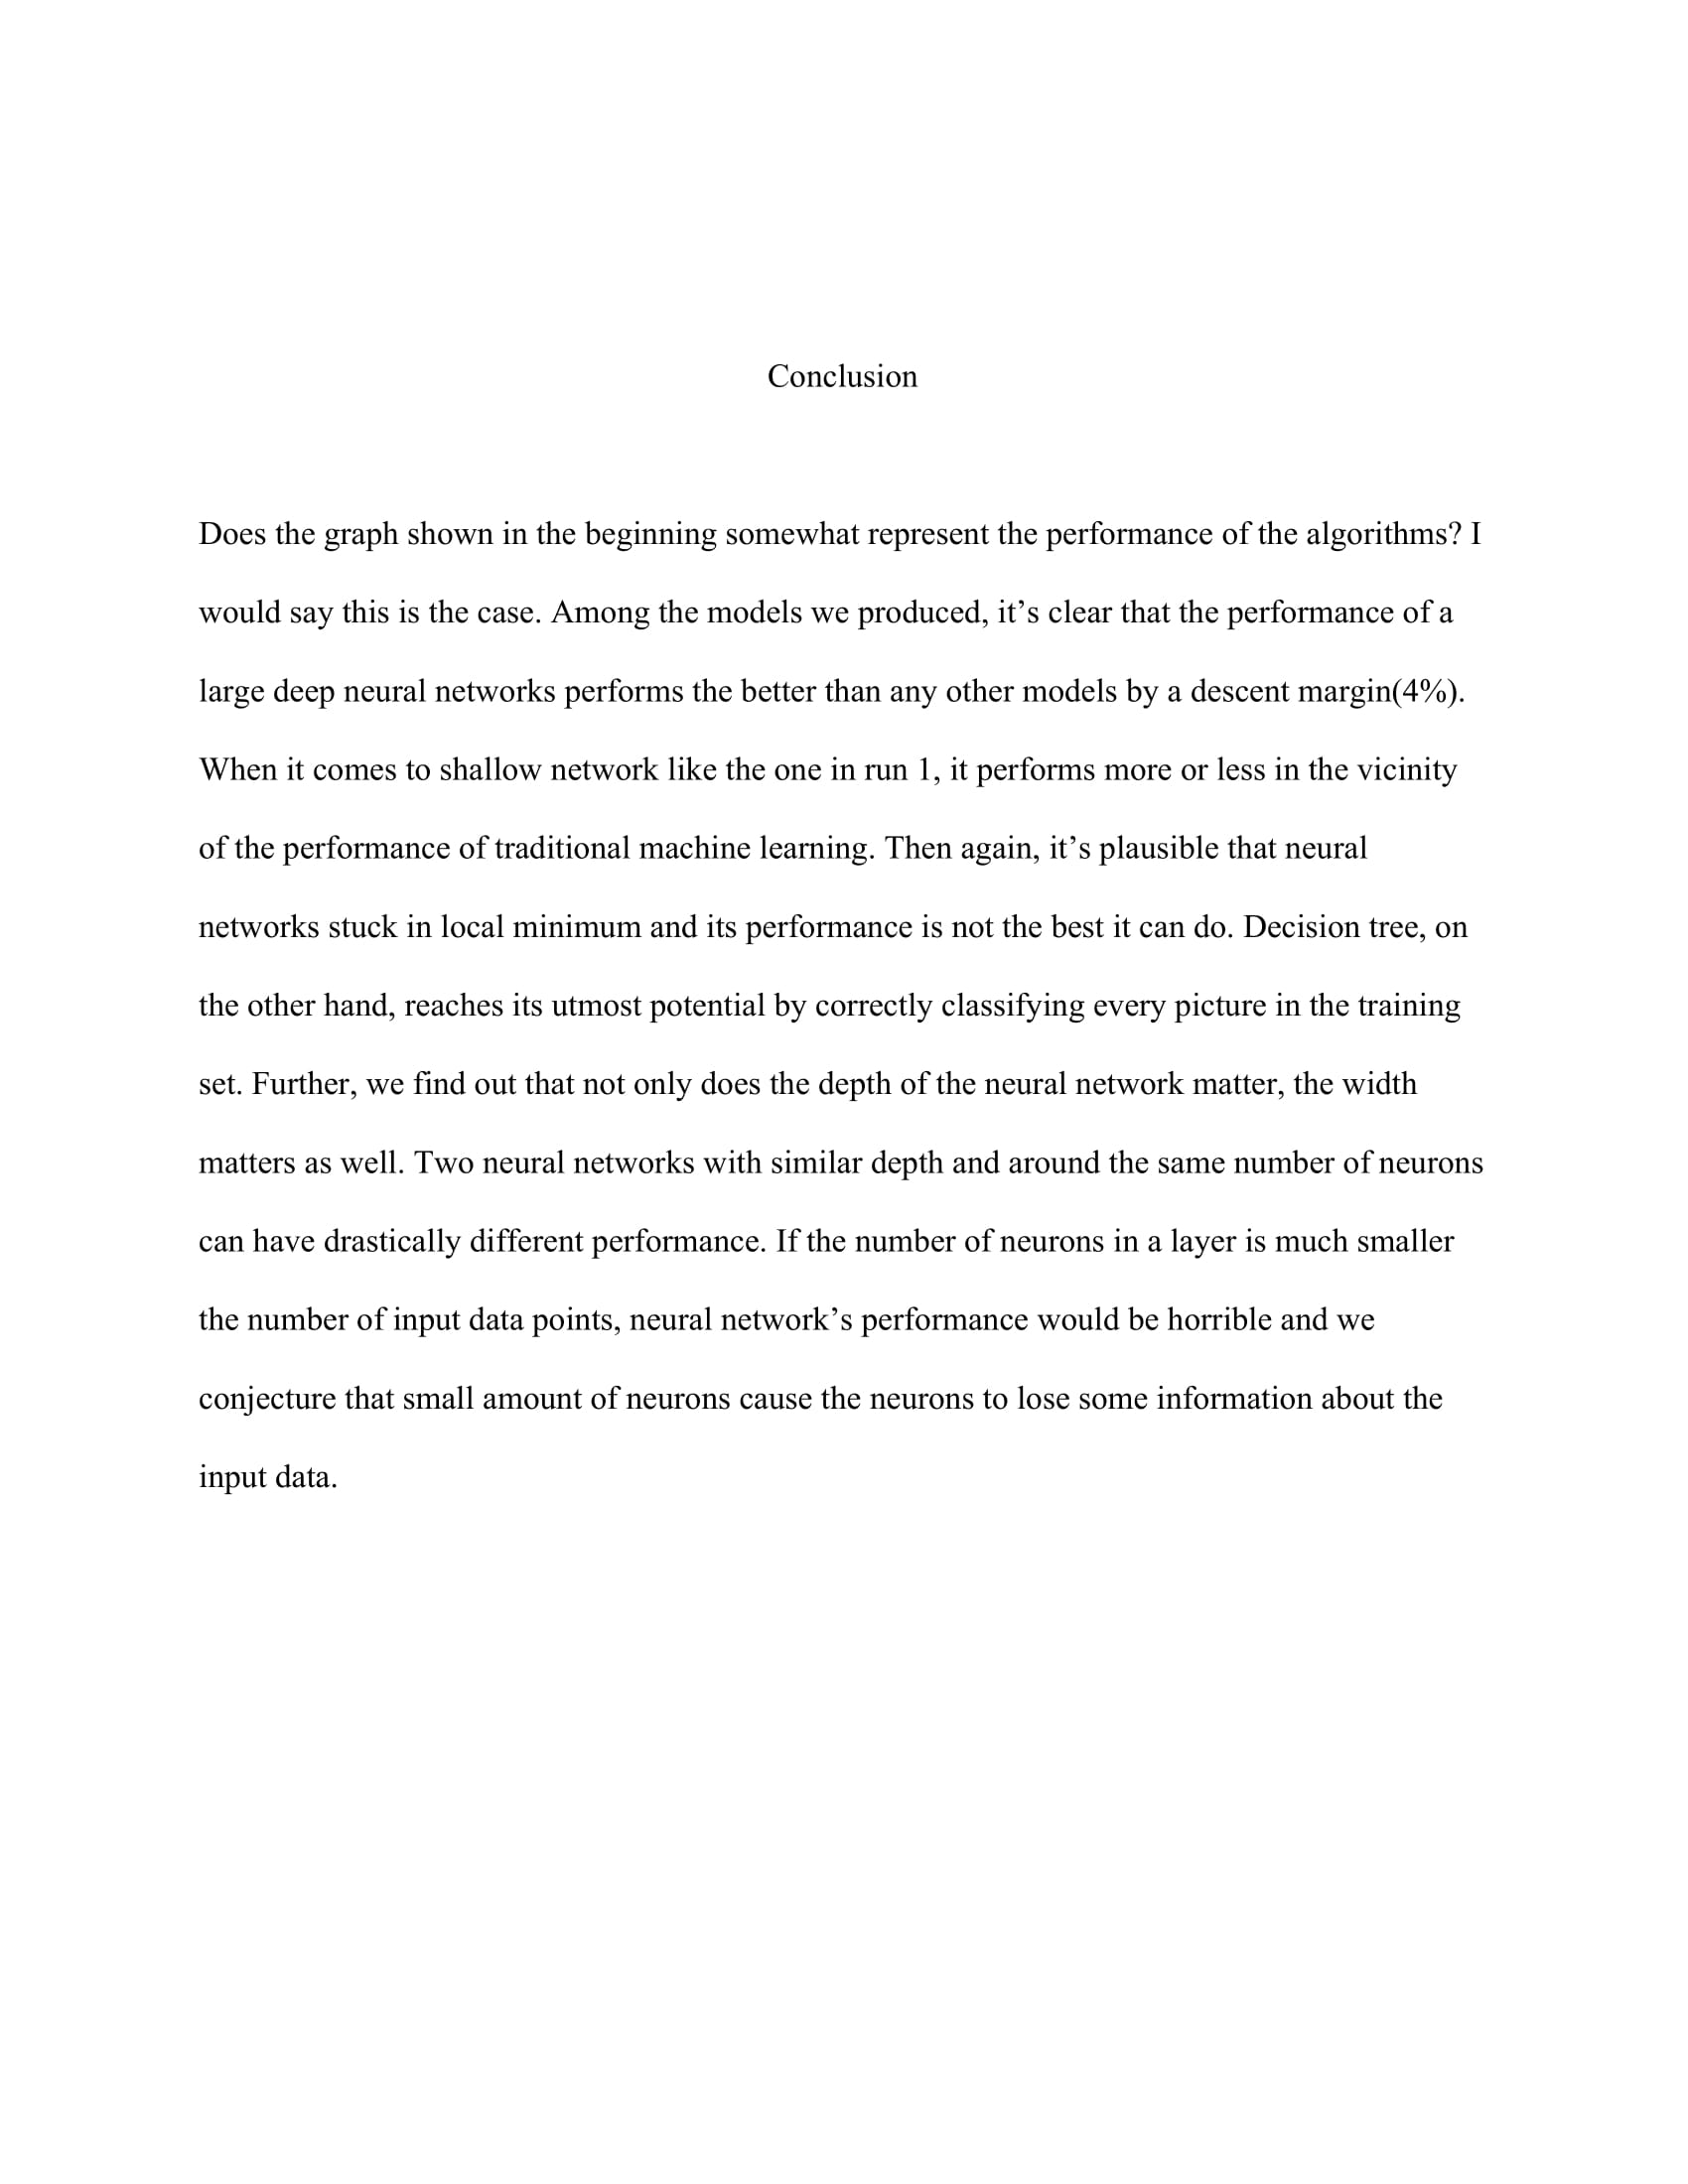 Conclusion
Does the graph shown in the beginning somewhat represent the performance of the algorithms? I
would say this is the case. Among the models we produced, it’s clear that the performance of a
large deep neural networks performs the better than any other models by a descent margin(4%).
When it comes to shallow network like the one in run 1, it performs more or less in the vicinity
of the performance of traditional machine learning. Then again, it’s plausible that neural
networks stuck in local minimum and its performance is not the best it can do. Decision tree, on
the other hand, reaches its utmost potential by correctly classifying every picture in the training
set. Further, we find out that not only does the depth of the neural network matter, the width
matters as well. Two neural networks with similar depth and around the same number of neurons
can have drastically different performance. If the number of neurons in a layer is much smaller
the number of input data points, neural network’s performance would be horrible and we
conjecture that small amount of neurons cause the neurons to lose some information about the
input data.